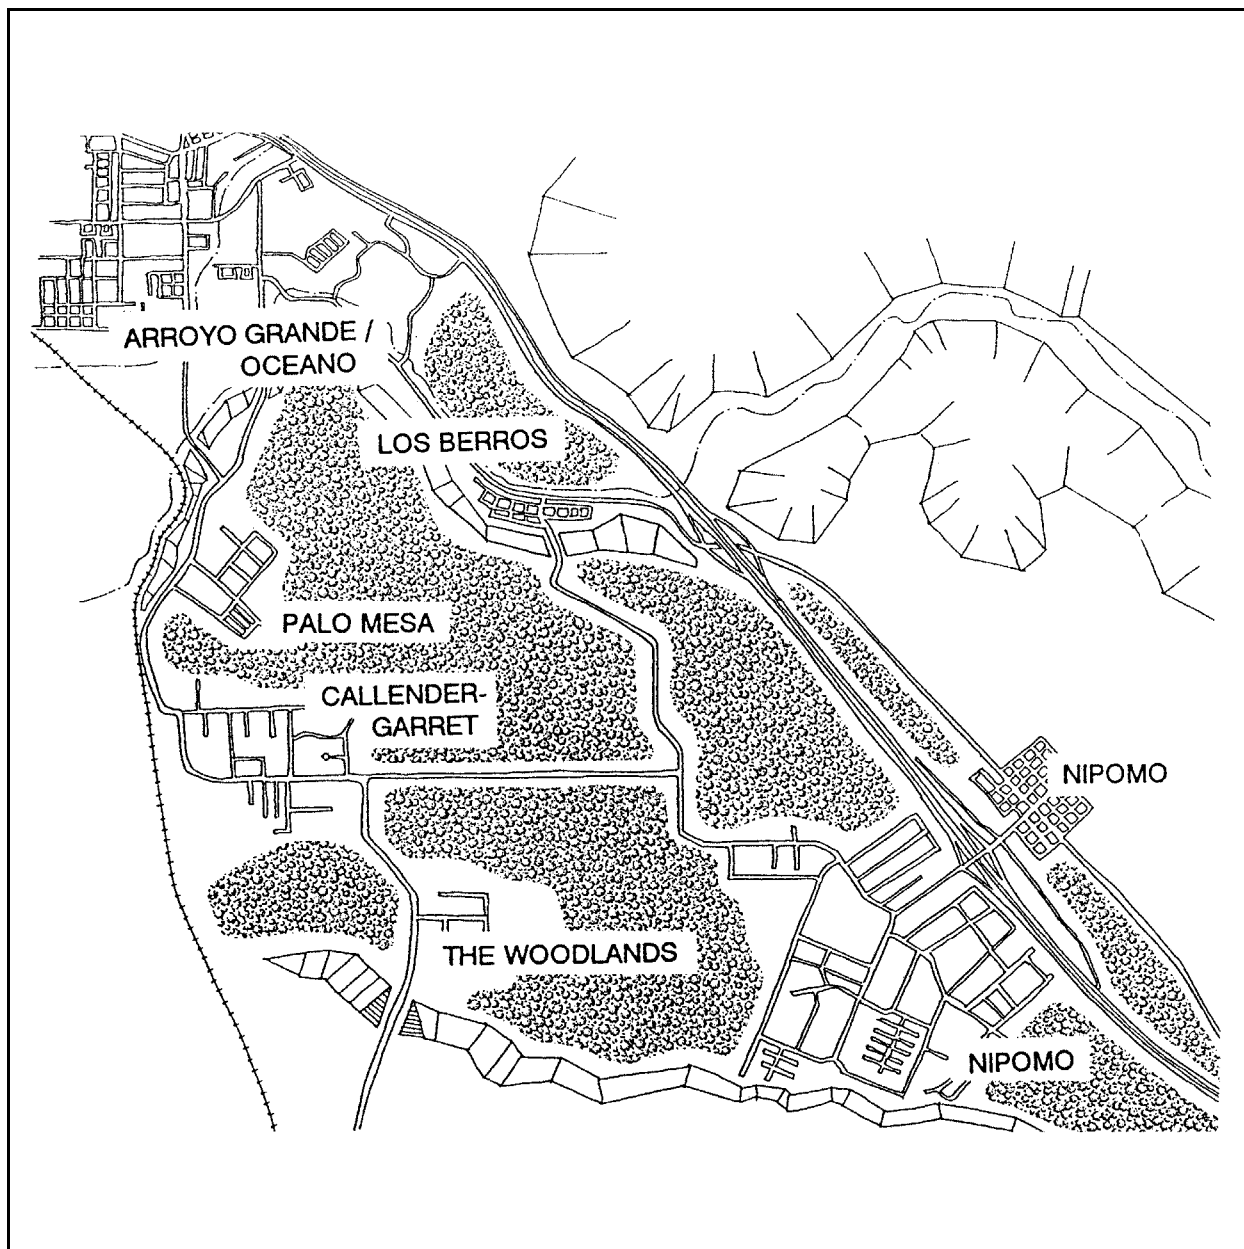 ARROYO GRANDE /
OCEANO
LOS BERROS
PALO MESA
CALLENDER-
GARRET
NIPOMO
THE WOODLANDS
NIPOMO